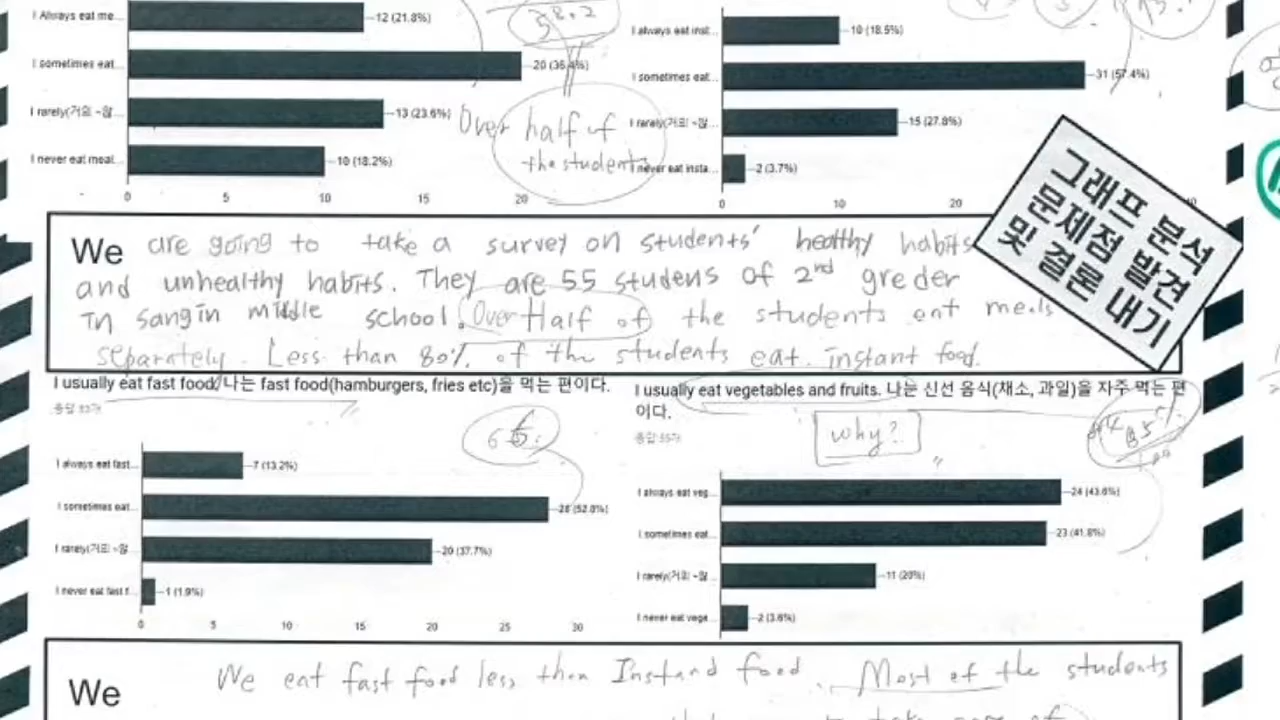 I Always eat me...
12 (21.8%)
I sometimes eat...
20 (36.4%)
I rarely(거의 ~않...
13 (23.6%)
I never eat meal...
10 (18.2%)
0 5 10 15 20
58.2
Over half of
the students
I always eat inst...
10 (18.5%)
I sometimes eat...
31 (57.4%)
I rarely(거의 ~않...
15 (27.8%)
I never eat insta...
2 (3.7%)
0 10 20
그래프 분석
문제점 발견
및 결론 내기
We are going to take a survey on students' healthy habits
and unhealthy habits. They are 55 studens of 2nd greder
in sangin middle school. Over Half of the students eat meals
separately. Less than 80% of the students eat instant food.
I usually eat fast food/나는 fast food(hamburgers, fries etc)을 먹는 편이다.
I always eat fast...
7 (13.2%)
I sometimes eat...
28 (52.8%)
I rarely(거의 ~않...
20 (37.7%)
I never eat fast f...
1 (1.9%)
0 5 10 15 20 25 30
I usually eat vegetables and fruits. 나는 신선 음식(채소, 과일)을 자주 먹는 편
이다.
응답 55개
why?
I always eat veg...
24 (43.6%)
I sometimes eat...
23 (41.8%)
I rarely(거의 ~않...
11 (20%)
I never eat vege...
2 (3.6%)
We eat fast food less than Instand food. Most of the students
We